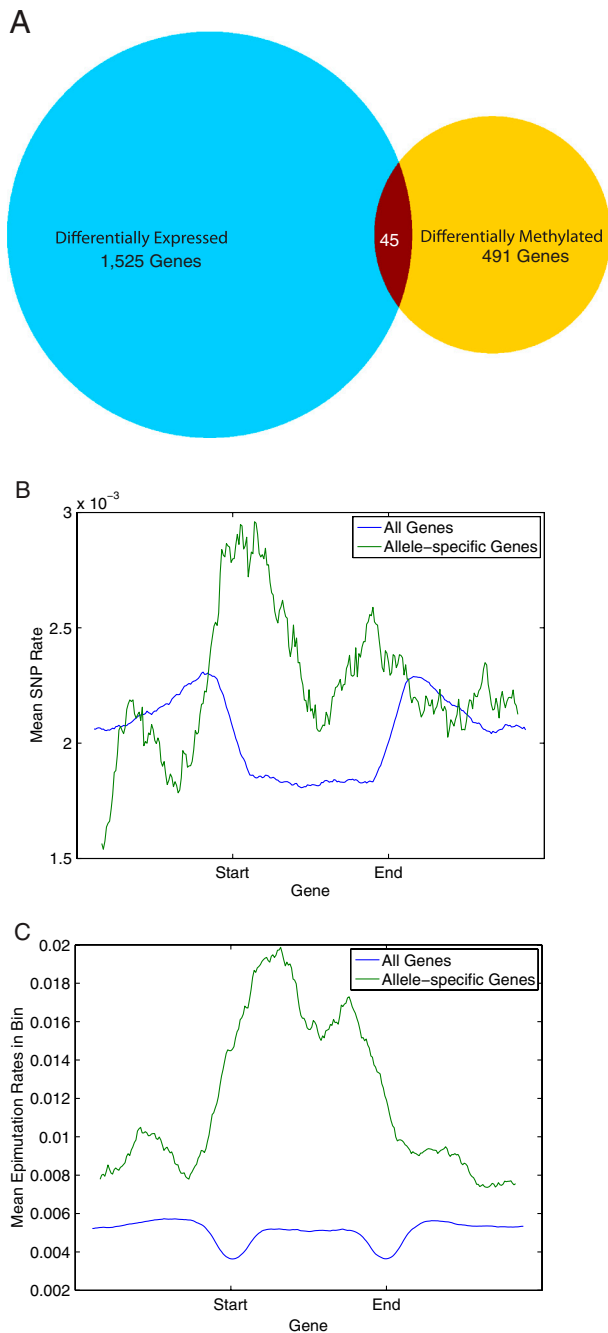 A
Differentially Expressed
1,525 Genes
45
Differentially Methylated
491 Genes
B
3 x 10⁻³
All Genes
Allele−specific Genes
2.5
Mean SNP Rate
2
1.5
Start
End
Gene
C
0.02
All Genes
Allele−specific Genes
0.018
0.016
0.014
0.012
Mean Epimutation Rates in Bin
0.01
0.008
0.006
0.004
0.002
Start
End
Gene